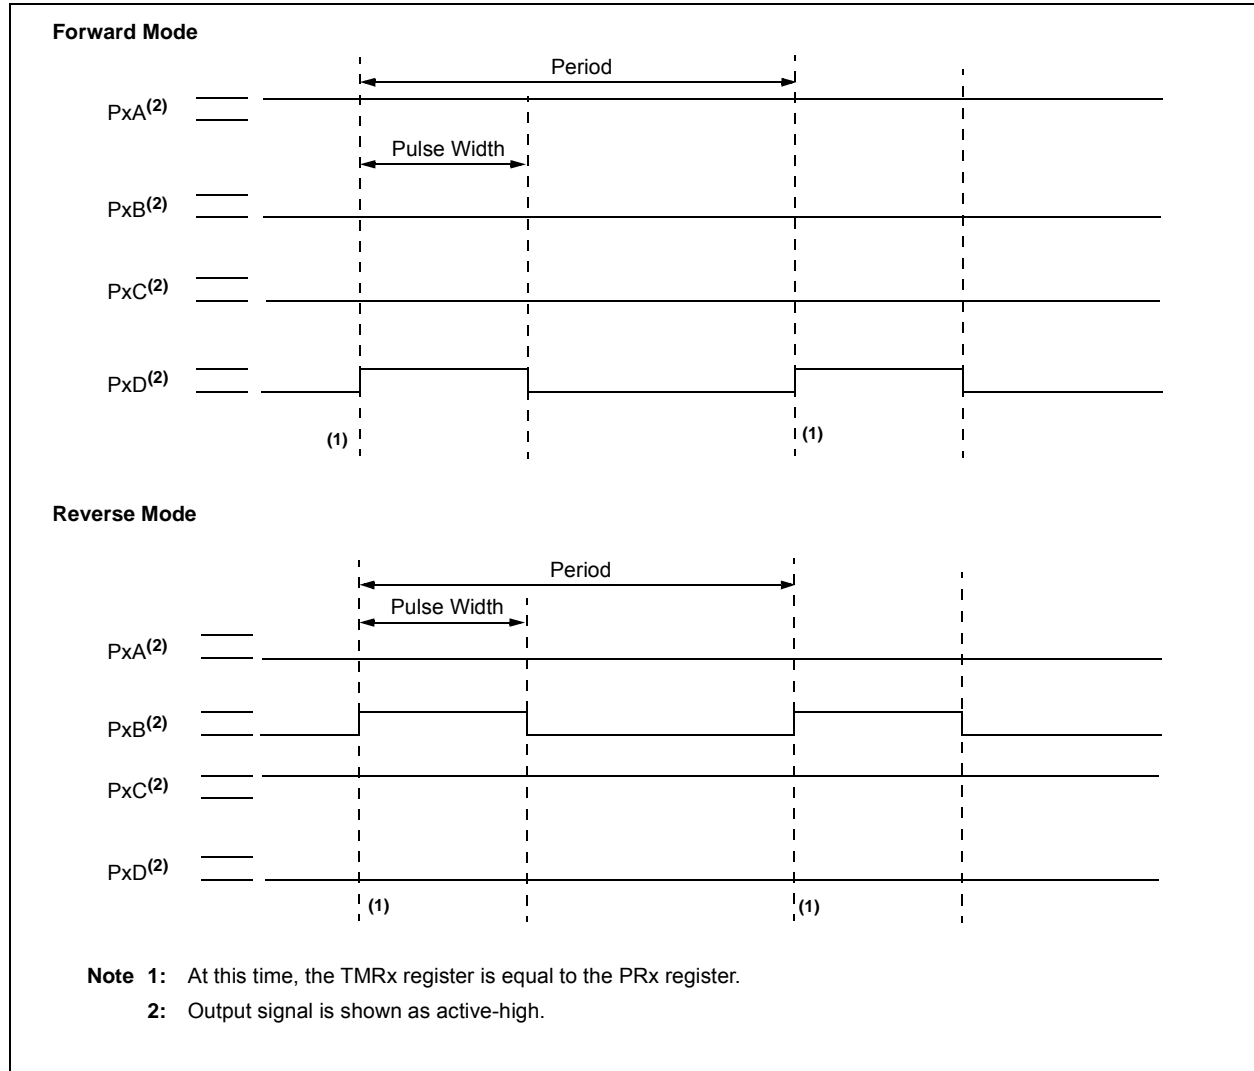 Forward Mode
Period
PxA(2)
Pulse Width
PxB(2)
PxC(2)
PxD(2)
(1)
(1)
Reverse Mode
Period
Pulse Width
PxA(2)
PxB(2)
PxC(2)
PxD(2)
(1)
(1)
Note 1: At this time, the TMRx register is equal to the PRx register.
2: Output signal is shown as active-high.